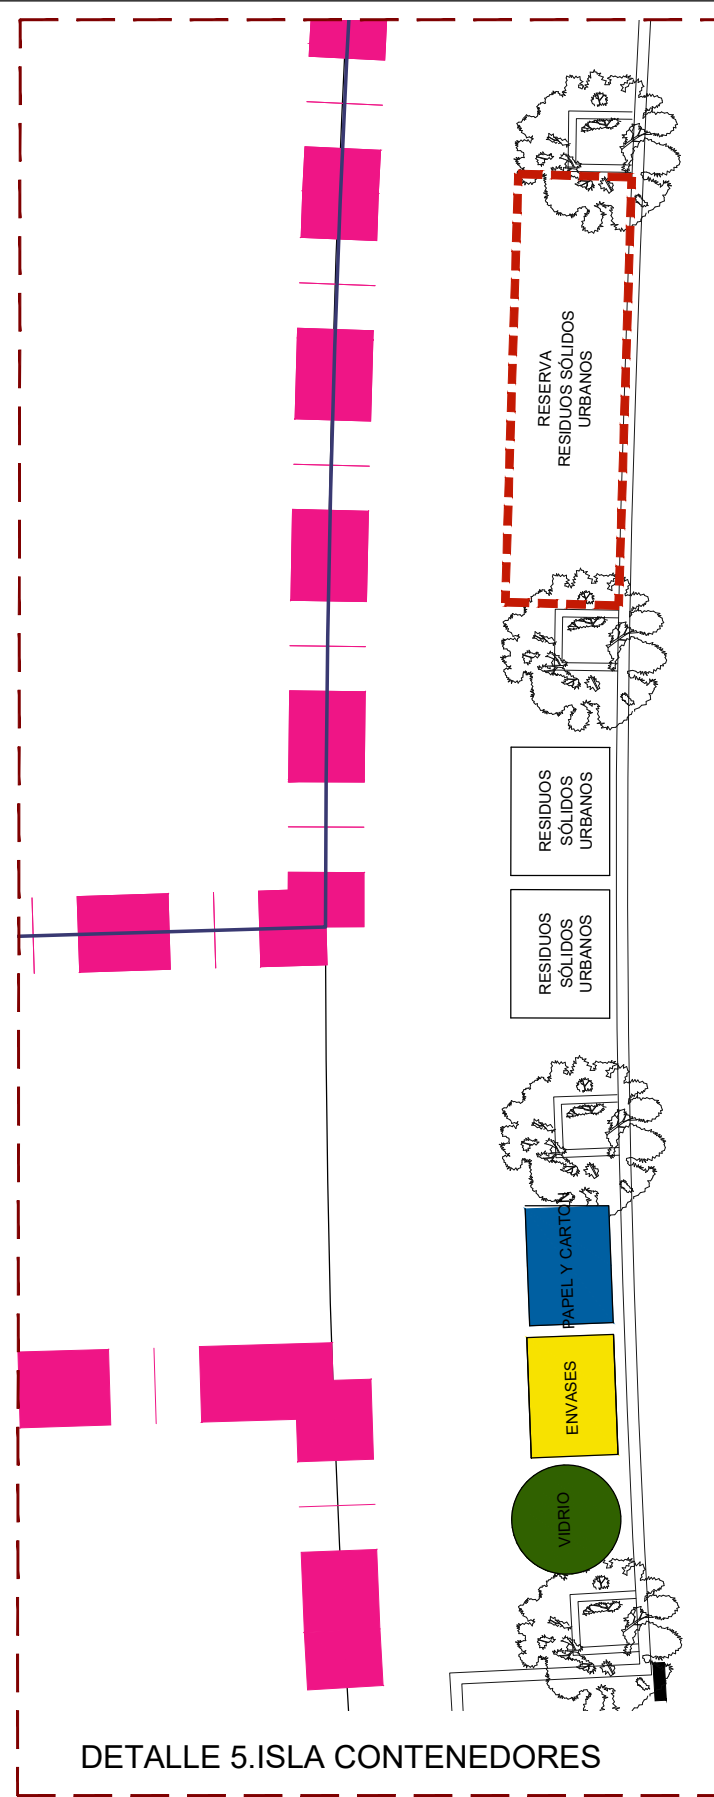 RESERVA
RESIDUOS SÓLIDOS
URBANOS
RESIDUOS
SÓLIDOS
URBANOS
RESIDUOS
SÓLIDOS
URBANOS
PAPEL Y CARTON
ENVASES
VIDRIO
DETALLE 5.ISLA CONTENEDORES